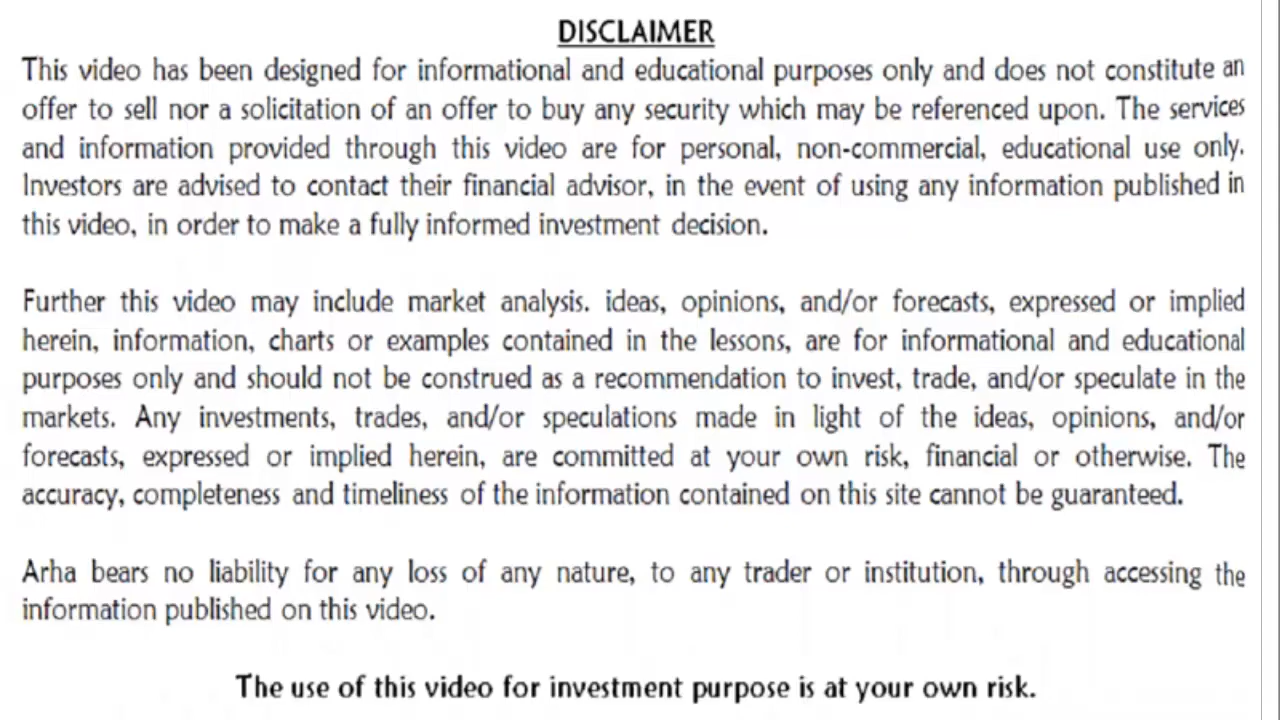 DISCLAIMER
This video has been designed for informational and educational purposes only and does not constitute an
offer to sell nor a solicitation of an offer to buy any security which may be referenced upon. The services
and information provided through this video are for personal, non-commercial, educational use only.
Investors are advised to contact their financial advisor, in the event of using any information published in
this video, in order to make a fully informed investment decision.
Further this video may include market analysis. ideas, opinions, and/or forecasts, expressed or implied
herein, information, charts or examples contained in the lessons, are for informational and educational
purposes only and should not be construed as a recommendation to invest, trade, and/or speculate in the
markets. Any investments, trades, and/or speculations made in light of the ideas, opinions, and/or
forecasts, expressed or implied herein, are committed at your own risk, financial or otherwise. The
accuracy, completeness and timeliness of the information contained on this site cannot be guaranteed.
Arha bears no liability for any loss of any nature, to any trader or institution, through accessing the
information published on this video.
The use of this video for investment purpose is at your own risk.